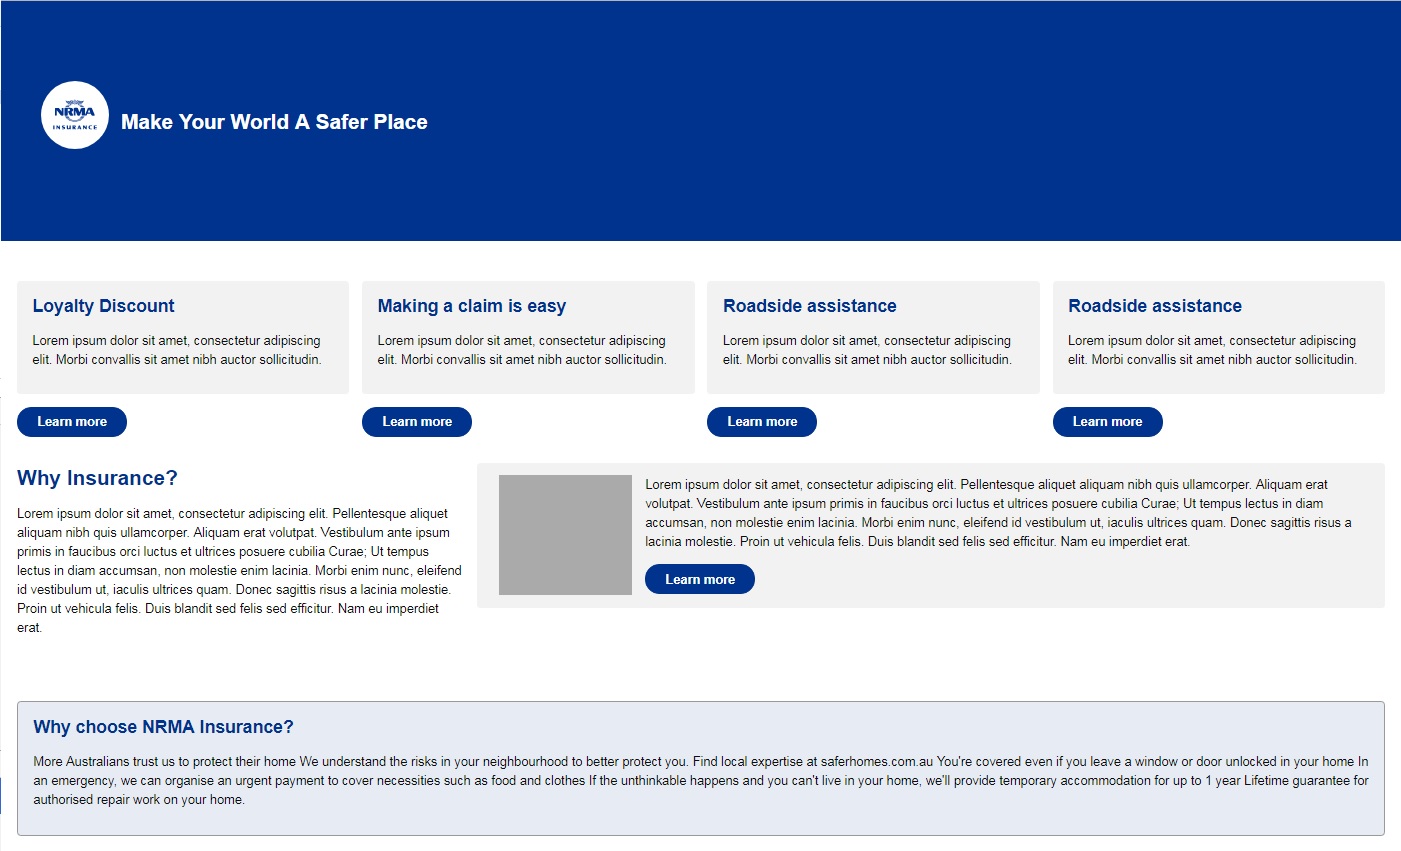 NRMA
INSURANCE
Make Your World A Safer Place
Loyalty Discount
Lorem ipsum dolor sit amet, consectetur adipiscing
elit. Morbi convallis sit amet nibh auctor sollicitudin.
Learn more
Making a claim is easy
Lorem ipsum dolor sit amet, consectetur adipiscing
elit. Morbi convallis sit amet nibh auctor sollicitudin.
Learn more
Roadside assistance
Lorem ipsum dolor sit amet, consectetur adipiscing
elit. Morbi convallis sit amet nibh auctor sollicitudin.
Learn more
Roadside assistance
Lorem ipsum dolor sit amet, consectetur adipiscing
elit. Morbi convallis sit amet nibh auctor sollicitudin.
Learn more
Why Insurance?
Lorem ipsum dolor sit amet, consectetur adipiscing elit. Pellentesque aliquet
aliquam nibh quis ullamcorper. Aliquam erat volutpat. Vestibulum ante ipsum
primis in faucibus orci luctus et ultrices posuere cubilia Curae; Ut tempus
lectus in diam accumsan, non molestie enim lacinia. Morbi enim nunc, eleifend
id vestibulum ut, iaculis ultrices quam. Donec sagittis risus a lacinia molestie.
Proin ut vehicula felis. Duis blandit sed felis sed efficitur. Nam eu imperdiet
erat.
Lorem ipsum dolor sit amet, consectetur adipiscing elit. Pellentesque aliquet aliquam nibh quis ullamcorper. Aliquam erat
volutpat. Vestibulum ante ipsum primis in faucibus orci luctus et ultrices posuere cubilia Curae; Ut tempus lectus in diam
accumsan, non molestie enim lacinia. Morbi enim nunc, eleifend id vestibulum ut, iaculis ultrices quam. Donec sagittis risus a
lacinia molestie. Proin ut vehicula felis. Duis blandit sed felis sed efficitur. Nam eu imperdiet erat.
Learn more
Why choose NRMA Insurance?
More Australians trust us to protect their home We understand the risks in your neighbourhood to better protect you. Find local expertise at saferhomes.com.au You're covered even if you leave a window or door unlocked in your home In
an emergency, we can organise an urgent payment to cover necessities such as food and clothes If the unthinkable happens and you can't live in your home, we'll provide temporary accommodation for up to 1 year Lifetime guarantee for
authorised repair work on your home.